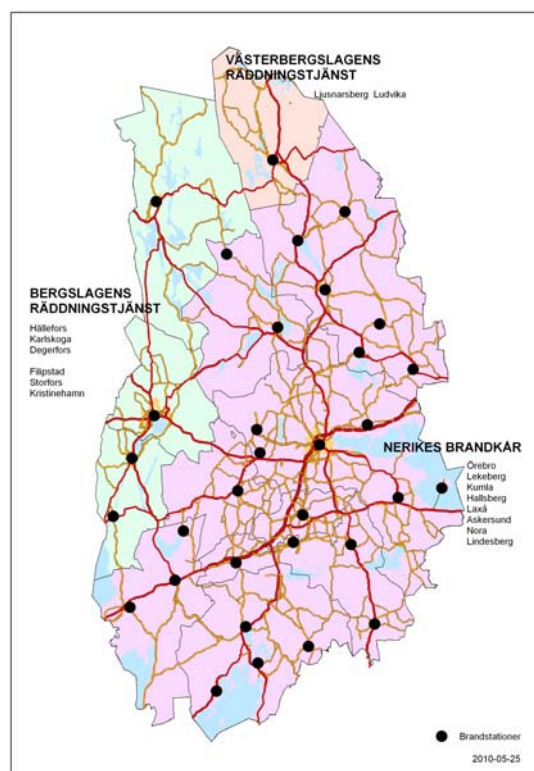 VÄSTERBERGSLAGENS
RÄDDNINGSTJÄNST
Ljusnarsberg Ludvika
BERGSLAGENS
RÄDDNINGSTJÄNST
Hällefors
Karlskoga
Degerfors
Filipstad
Storfors
Kristinehamn
NERIKES BRANDKÅR
Örebro
Lekeberg
Kumla
Hallsberg
Laxå
Askersund
Nora
Lindesberg
Brandstationer
2010-05-25